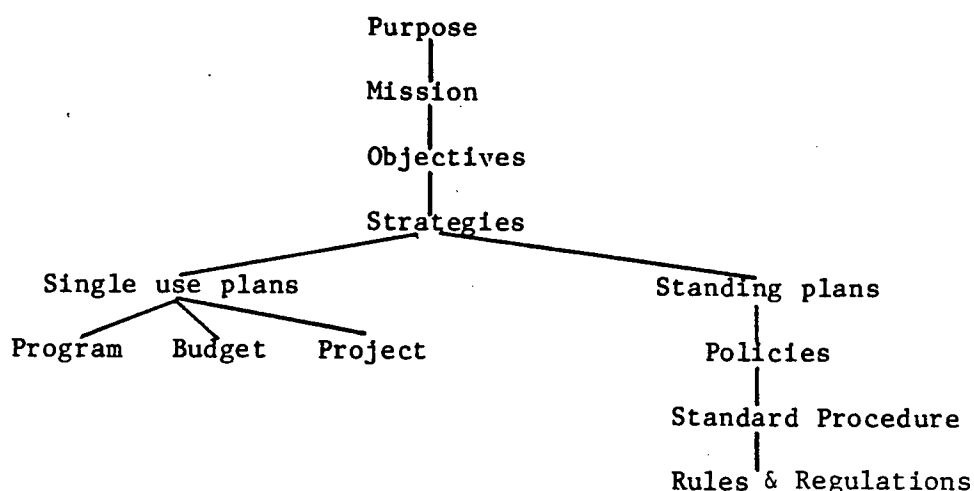 Purpose
Mission
Objectives
Strategies
Single use plans
Standing plans
Program Budget Project
Policies
Standard Procedure
Rules & Regulations